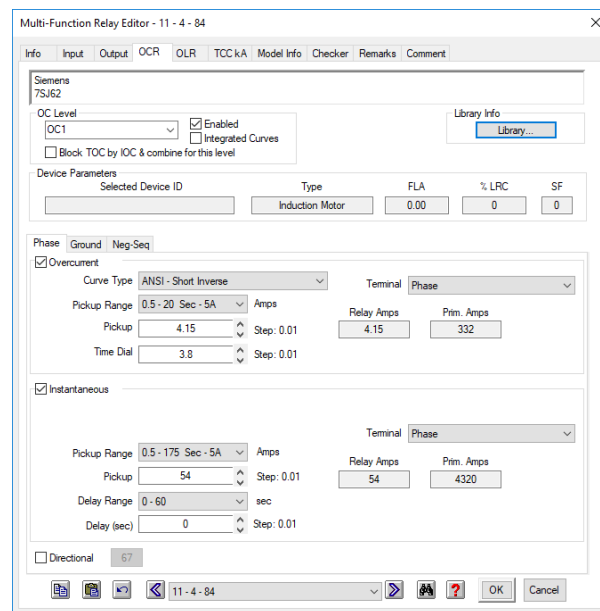 Multi-Function Relay Editor - 11 - 4 - 84
Info Input Output OCR OLR TCC kA Model Info Checker Remarks Comment
Siemens
7SJ62
OC Level
OC1
Enabled
Integrated Curves
Block TOC by IOC & combine for this level
Library Info
Library...
Device Parameters
Selected Device ID Type FLA % LRC SF
Induction Motor 0.00 0 0
Phase Ground Neg-Seq
Overcurrent
Curve Type ANSI - Short Inverse Terminal Phase
Pickup Range 0.5 - 20 Sec - 5A Amps Relay Amps Prim. Amps
Pickup 4.15 Step: 0.01 4.15 332
Time Dial 3.8 Step: 0.01
Instantaneous
Terminal Phase
Pickup Range 0.5 - 175 Sec - 5A Amps Relay Amps Prim. Amps
Pickup 54 Step: 0.01 54 4320
Delay Range 0 - 60 sec
Delay (sec) 0 Step: 0.01
Directional 67
11 - 4 - 84 ? OK Cancel